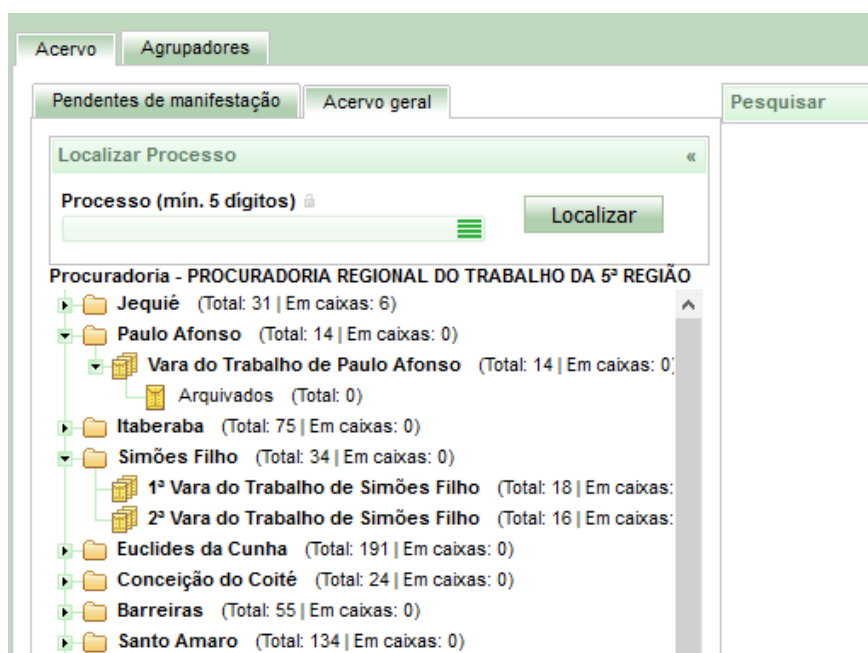 Acervo Agrupadores
Pendentes de manifestação Acervo geral Pesquisar
Localizar Processo «
Processo (mín. 5 dígitos)
Localizar
Procuradoria - PROCURADORIA REGIONAL DO TRABALHO DA 5ª REGIÃO
Jequié (Total: 31 | Em caixas: 6)
Paulo Afonso (Total: 14 | Em caixas: 0)
Vara do Trabalho de Paulo Afonso (Total: 14 | Em caixas: 0)
Arquivados (Total: 0)
Itaberaba (Total: 75 | Em caixas: 0)
Simões Filho (Total: 34 | Em caixas: 0)
1ª Vara do Trabalho de Simões Filho (Total: 18 | Em caixas:
2ª Vara do Trabalho de Simões Filho (Total: 16 | Em caixas:
Euclides da Cunha (Total: 191 | Em caixas: 0)
Conceição do Coité (Total: 24 | Em caixas: 0)
Barreiras (Total: 55 | Em caixas: 0)
Santo Amaro (Total: 134 | Em caixas: 0)